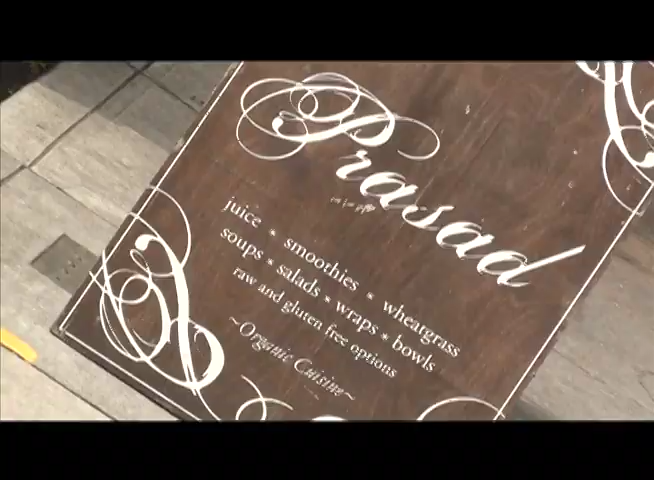 Prasad
juice * smoothies * wheatgrass
soups * salads * wraps * bowls
raw and gluten free options
~Organic Cuisine~